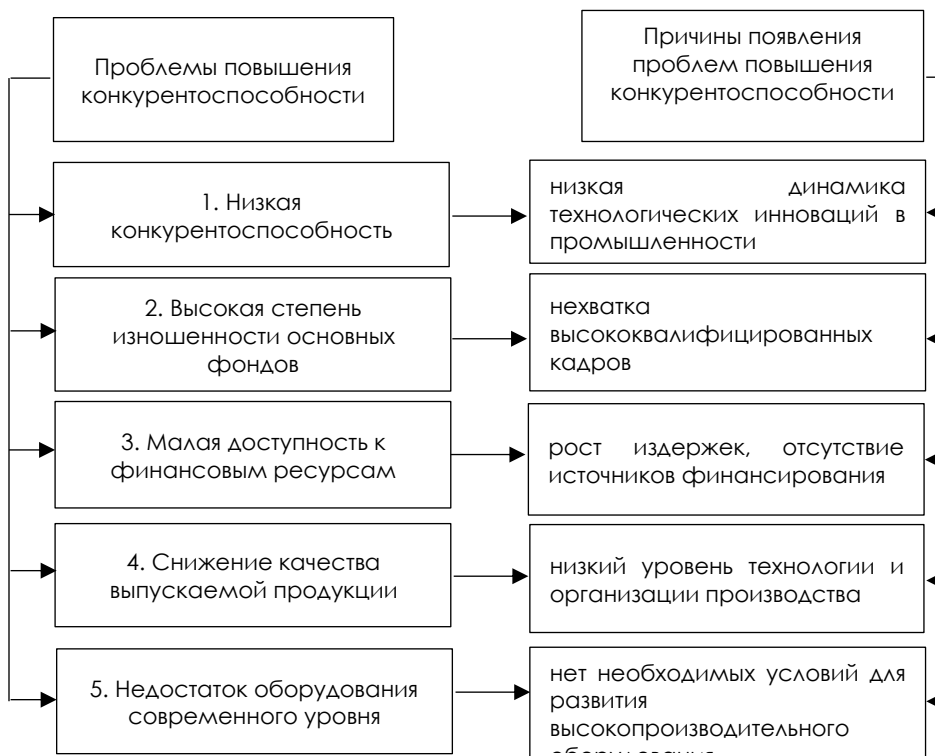 Проблемы повышения
конкурентоспособности
Причины появления
проблем повышения
конкурентоспособности
1. Низкая
конкурентоспособность
низкая динамика
технологических инноваций в
промышленности
2. Высокая степень
изношенности основных
фондов
нехватка
высококвалифицированных
кадров
3. Малая доступность к
финансовым ресурсам
рост издержек, отсутствие
источников финансирования
4. Снижение качества
выпускаемой продукции
низкий уровень технологии и
организации производства
5. Недостаток оборудования
современного уровня
нет необходимых условий для
развития
высокопроизводительного